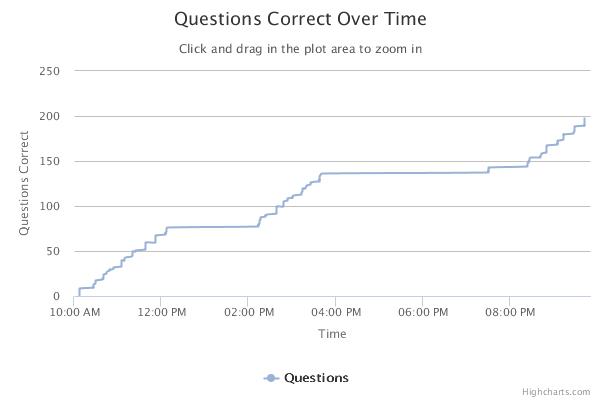 Questions Correct Over Time
Click and drag in the plot area to zoom in
250
200
150
100
50
0
Questions Correct
10:00 AM 12:00 PM 02:00 PM 04:00 PM 06:00 PM 08:00 PM
Time
Questions
Highcharts.com